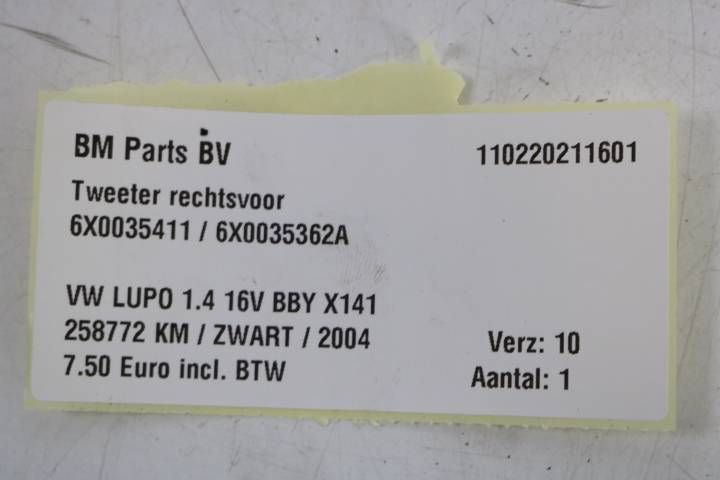 BM Parts BV
110220211601
Tweeter rechtsvoor
6X0035411 / 6X0035362A
VW LUPO 1.4 16V BBY X141
258772 KM / ZWART / 2004
Verz: 10
7.50 Euro incl. BTW
Aantal: 1